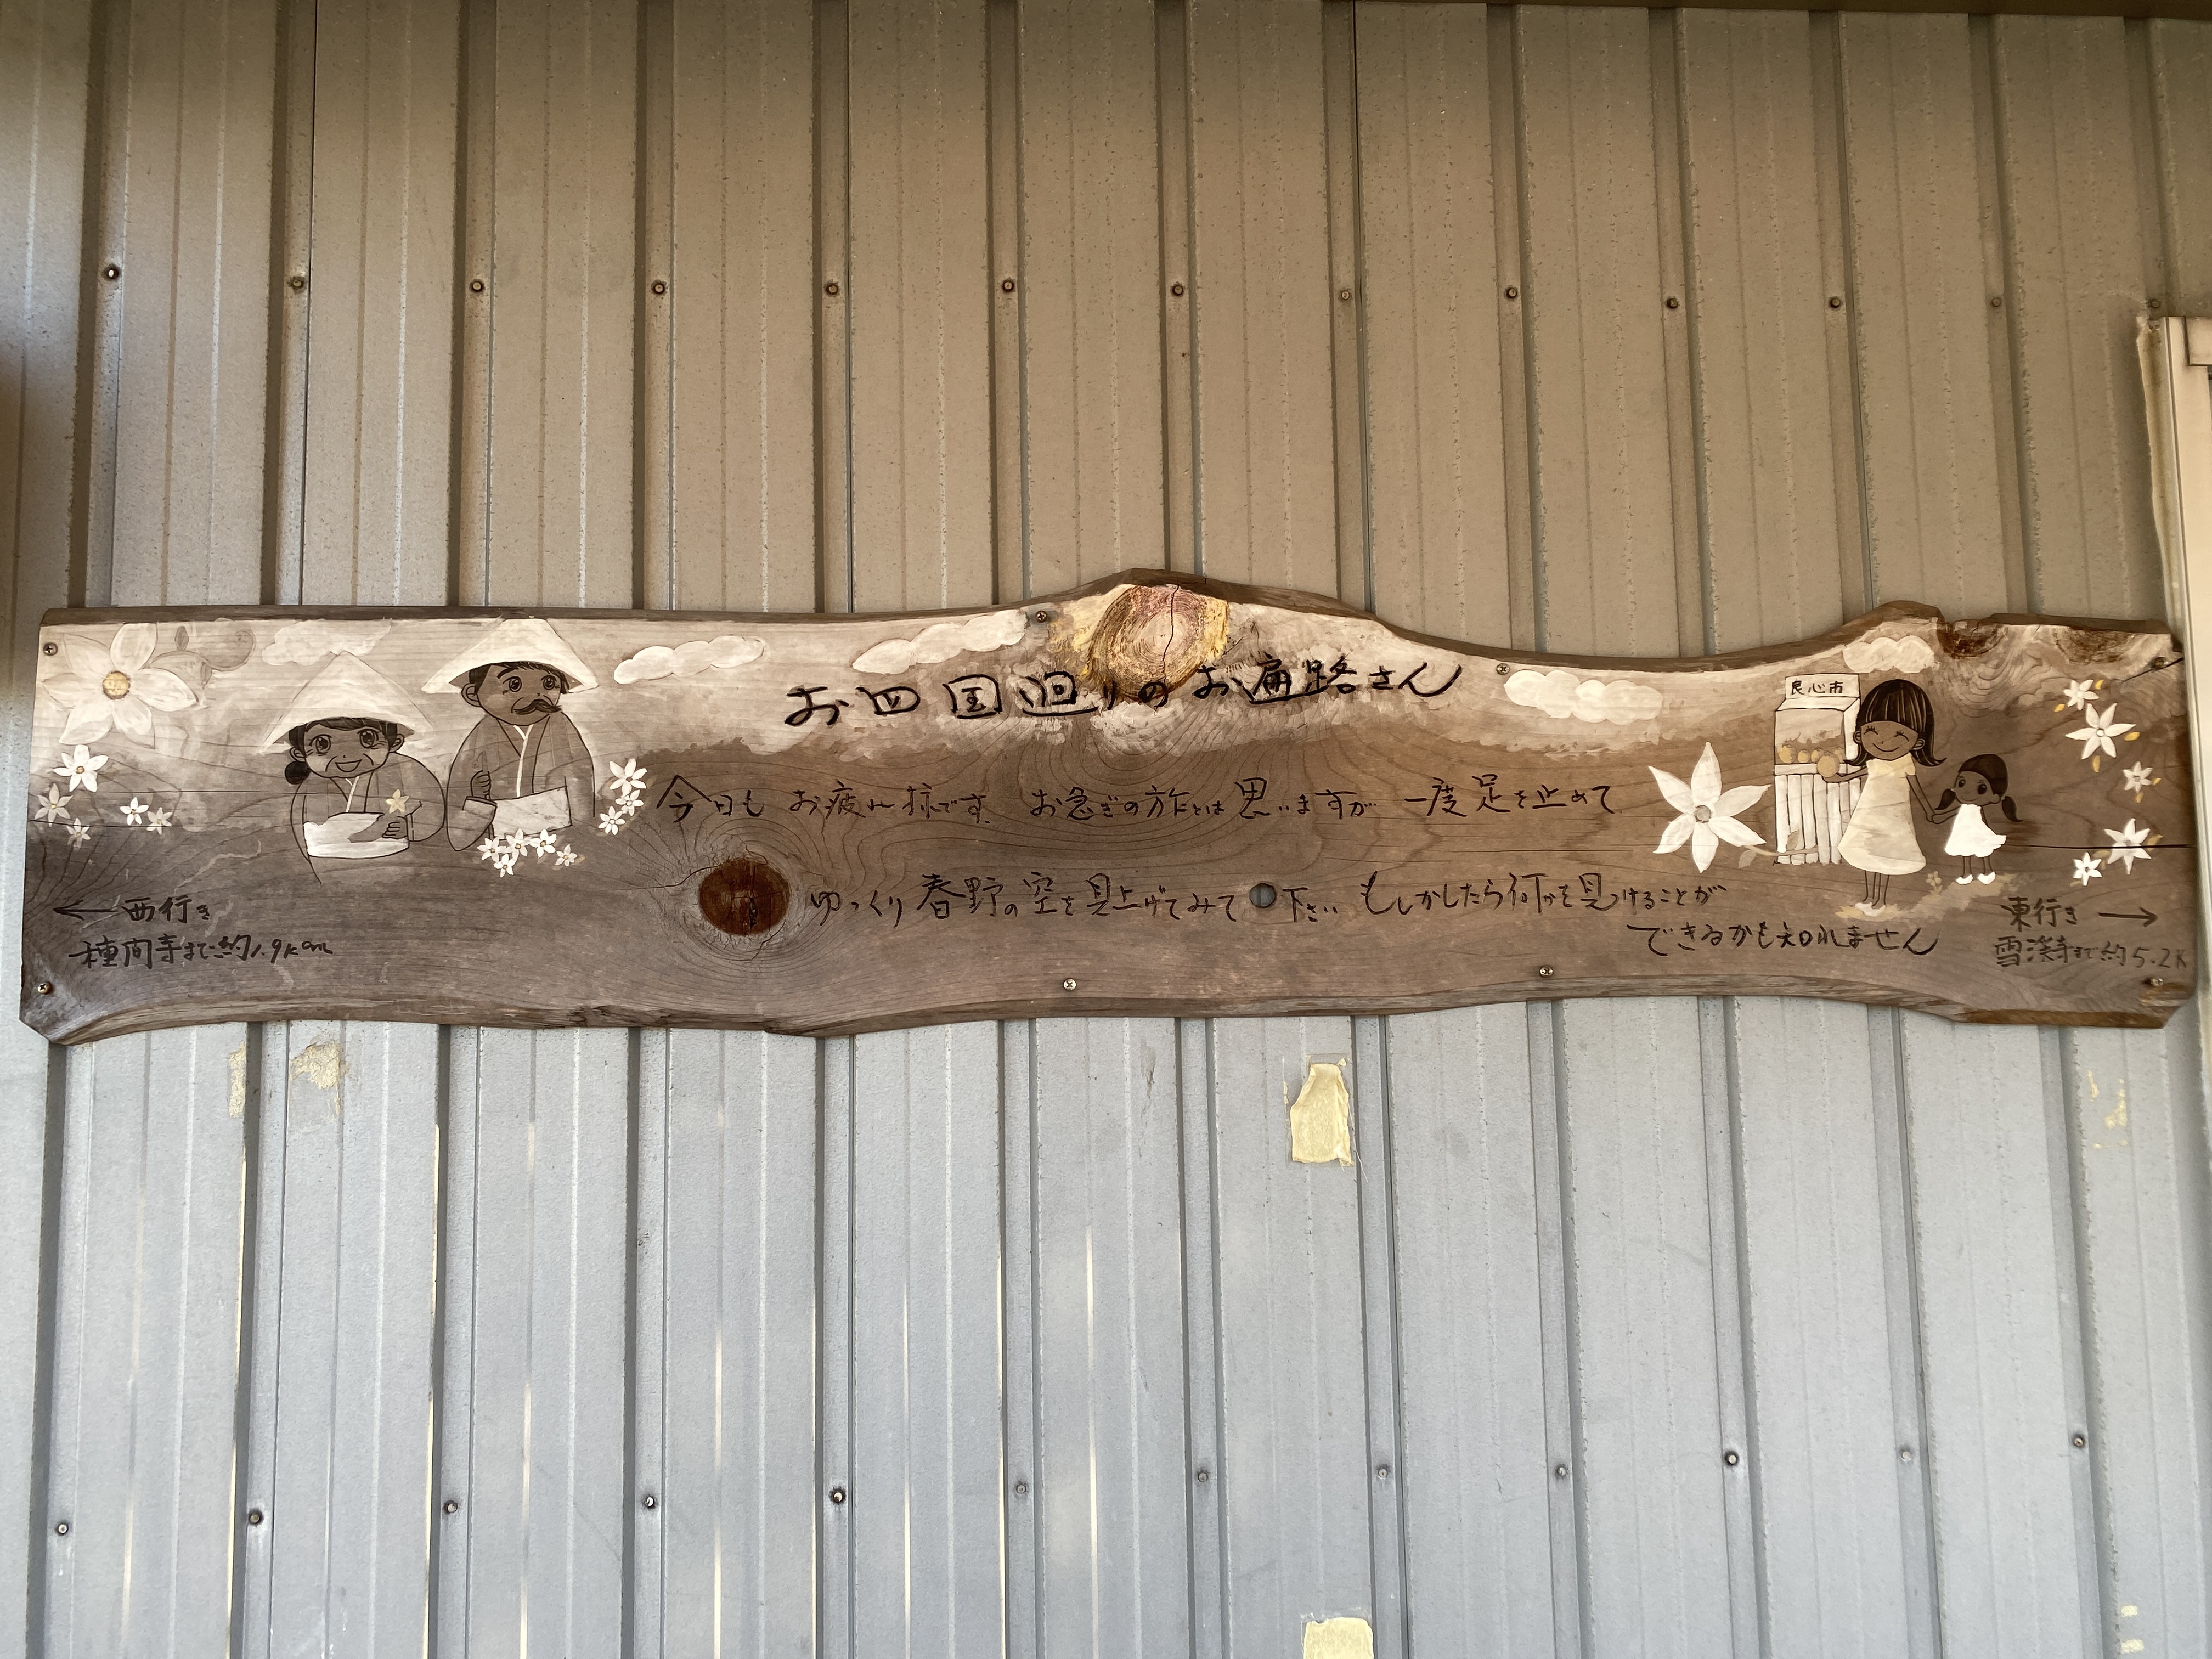 お四国廻りのお遍路さん
良心市
今日も お疲れ様です。 お急ぎの旅とは思いますが 一度足を止めて
ゆっくり 春野の空を見上げてみて下さい もしかしたら何かを見つけることが
できるかも知れません
← 西行き
種間寺まで約1.9km
東行き →
雪渓寺まで約5.2K